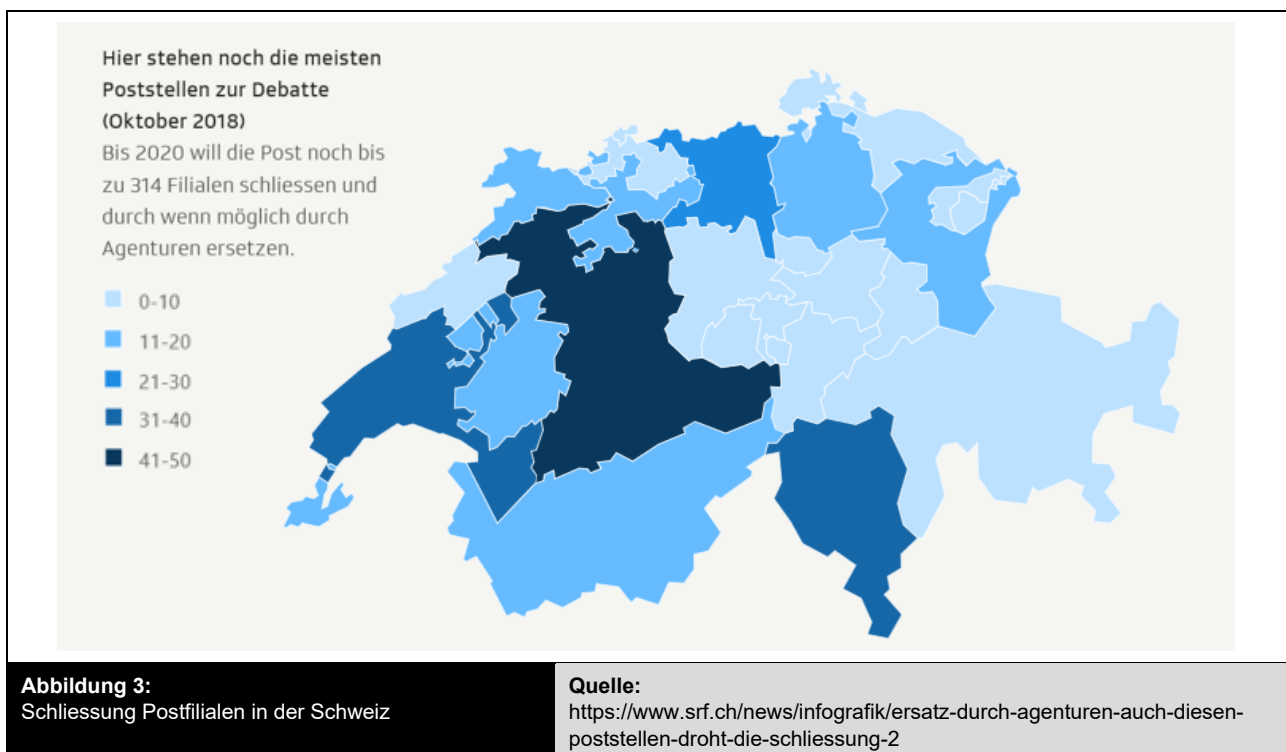 Hier stehen noch die meisten
Poststellen zur Debatte
(Oktober 2018)
Bis 2020 will die Post noch bis
zu 314 Filialen schliessen und
durch wenn möglich durch
Agenturen ersetzen.
0-10
11-20
21-30
31-40
41-50
Abbildung 3:
Schliessung Postfilialen in der Schweiz
Quelle:
https://www.srf.ch/news/infografik/ersatz-durch-agenturen-auch-diesen-
poststellen-droht-die-schliessung-2